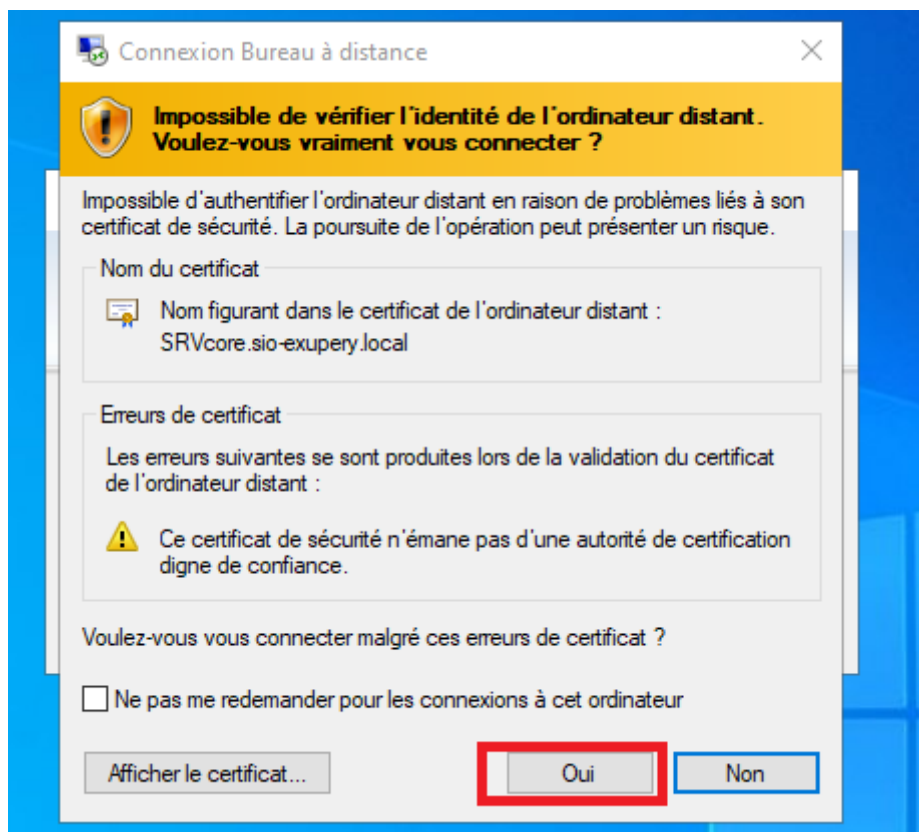 Connexion Bureau à distance
Impossible de vérifier l'identité de l'ordinateur distant.
Voulez-vous vraiment vous connecter ?
Impossible d'authentifier l'ordinateur distant en raison de problèmes liés à son
certificat de sécurité. La poursuite de l'opération peut présenter un risque.
Nom du certificat
Nom figurant dans le certificat de l'ordinateur distant :
SRVcore.sio-exupery.local
Erreurs de certificat
Les erreurs suivantes se sont produites lors de la validation du certificat
de l'ordinateur distant :
Ce certificat de sécurité n'émane pas d'une autorité de certification
digne de confiance.
Voulez-vous vous connecter malgré ces erreurs de certificat ?
Ne pas me redemander pour les connexions à cet ordinateur
Afficher le certificat...
Oui
Non